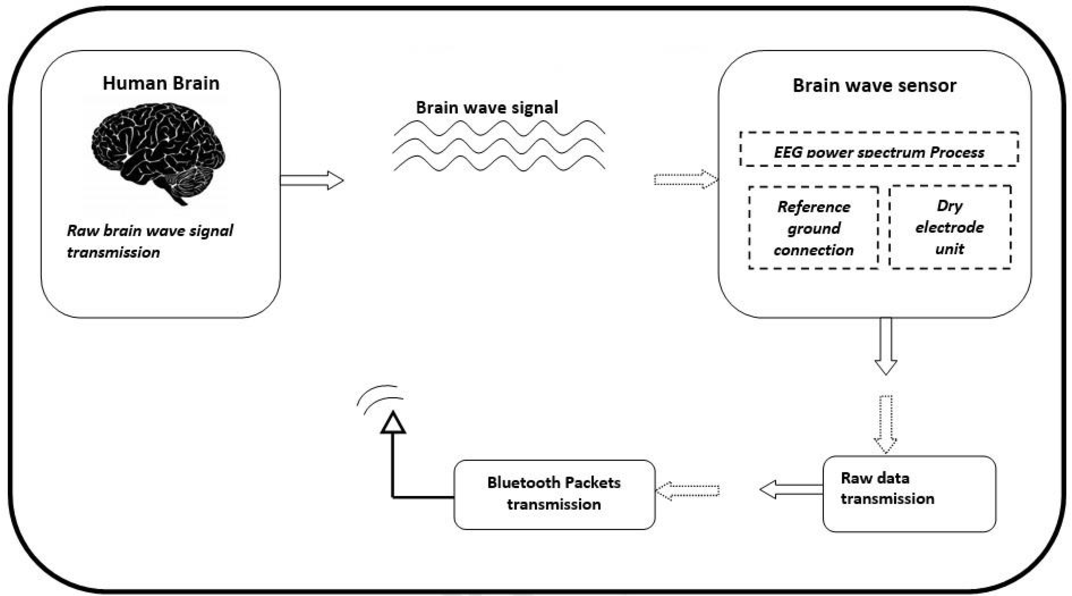 Human Brain
Raw brain wave signal
transmission
Brain wave signal
Brain wave sensor
EEG power spectrum Process
Reference
ground
connection
Dry
electrode
unit
Raw data
transmission
Bluetooth Packets
transmission